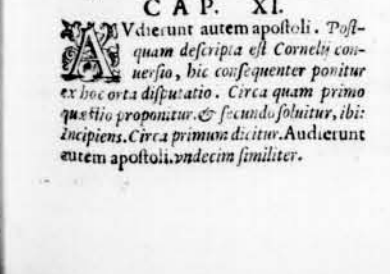 CAP. XI.
AVdierunt autem apoſtoli. Poſt-
quam deſcripta eſt Cornelij con-
uerſio, hic conſequenter ponitur
ex hoc orta diſputatio. Circa quam primo
quæſtio proponitur. & ſecundo ſoluitur, ibi:
Incipiens. Circa primum dicitur. Audierunt
autem apoſtoli. vndecim ſimiliter.